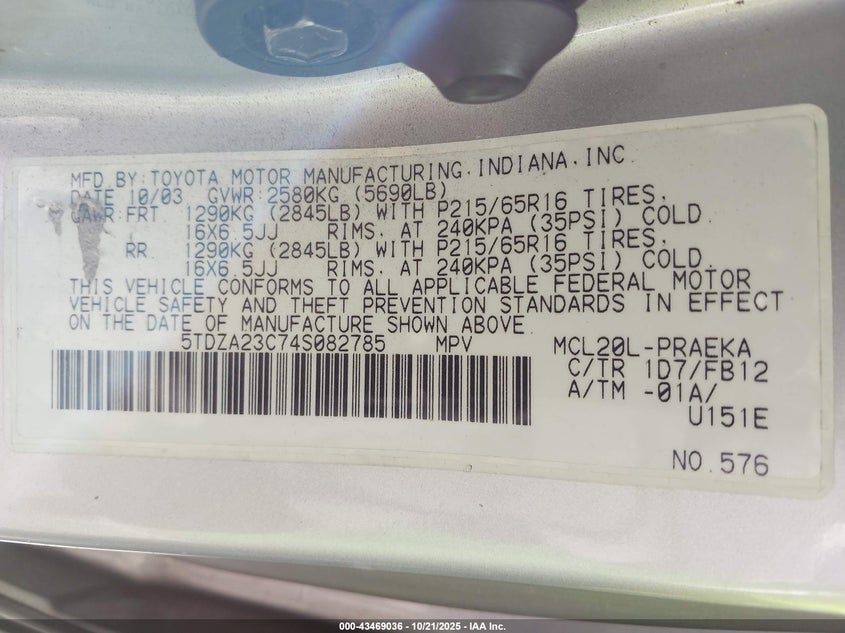 MFD.BY:TOYOTA MOTOR MANUFACTURING,INDIANA,INC.
DATE 10/03 GVWR 2580KG (5690LB)
GAWR FRT. 1290KG (2845LB) WITH P215/65R16 TIRES,
16X6.5JJ RIMS, AT 240KPA (35PSI) COLD.
RR. 1290KG (2845LB) WITH P215/65R16 TIRES,
16X6.5JJ RIMS, AT 240KPA (35PSI) COLD.
THIS VEHICLE CONFORMS TO ALL APPLICABLE FEDERAL MOTOR
VEHICLE SAFETY AND THEFT PREVENTION STANDARDS IN EFFECT
ON THE DATE OF MANUFACTURE SHOWN ABOVE.
5TDZA23C74S082785 MPV MCL20L-PRAEKA
C/TR 1D7/FB12
A/TM -01A/
U151E
NO.576
000-43469036 - 10/21/2025 - IAA Inc.